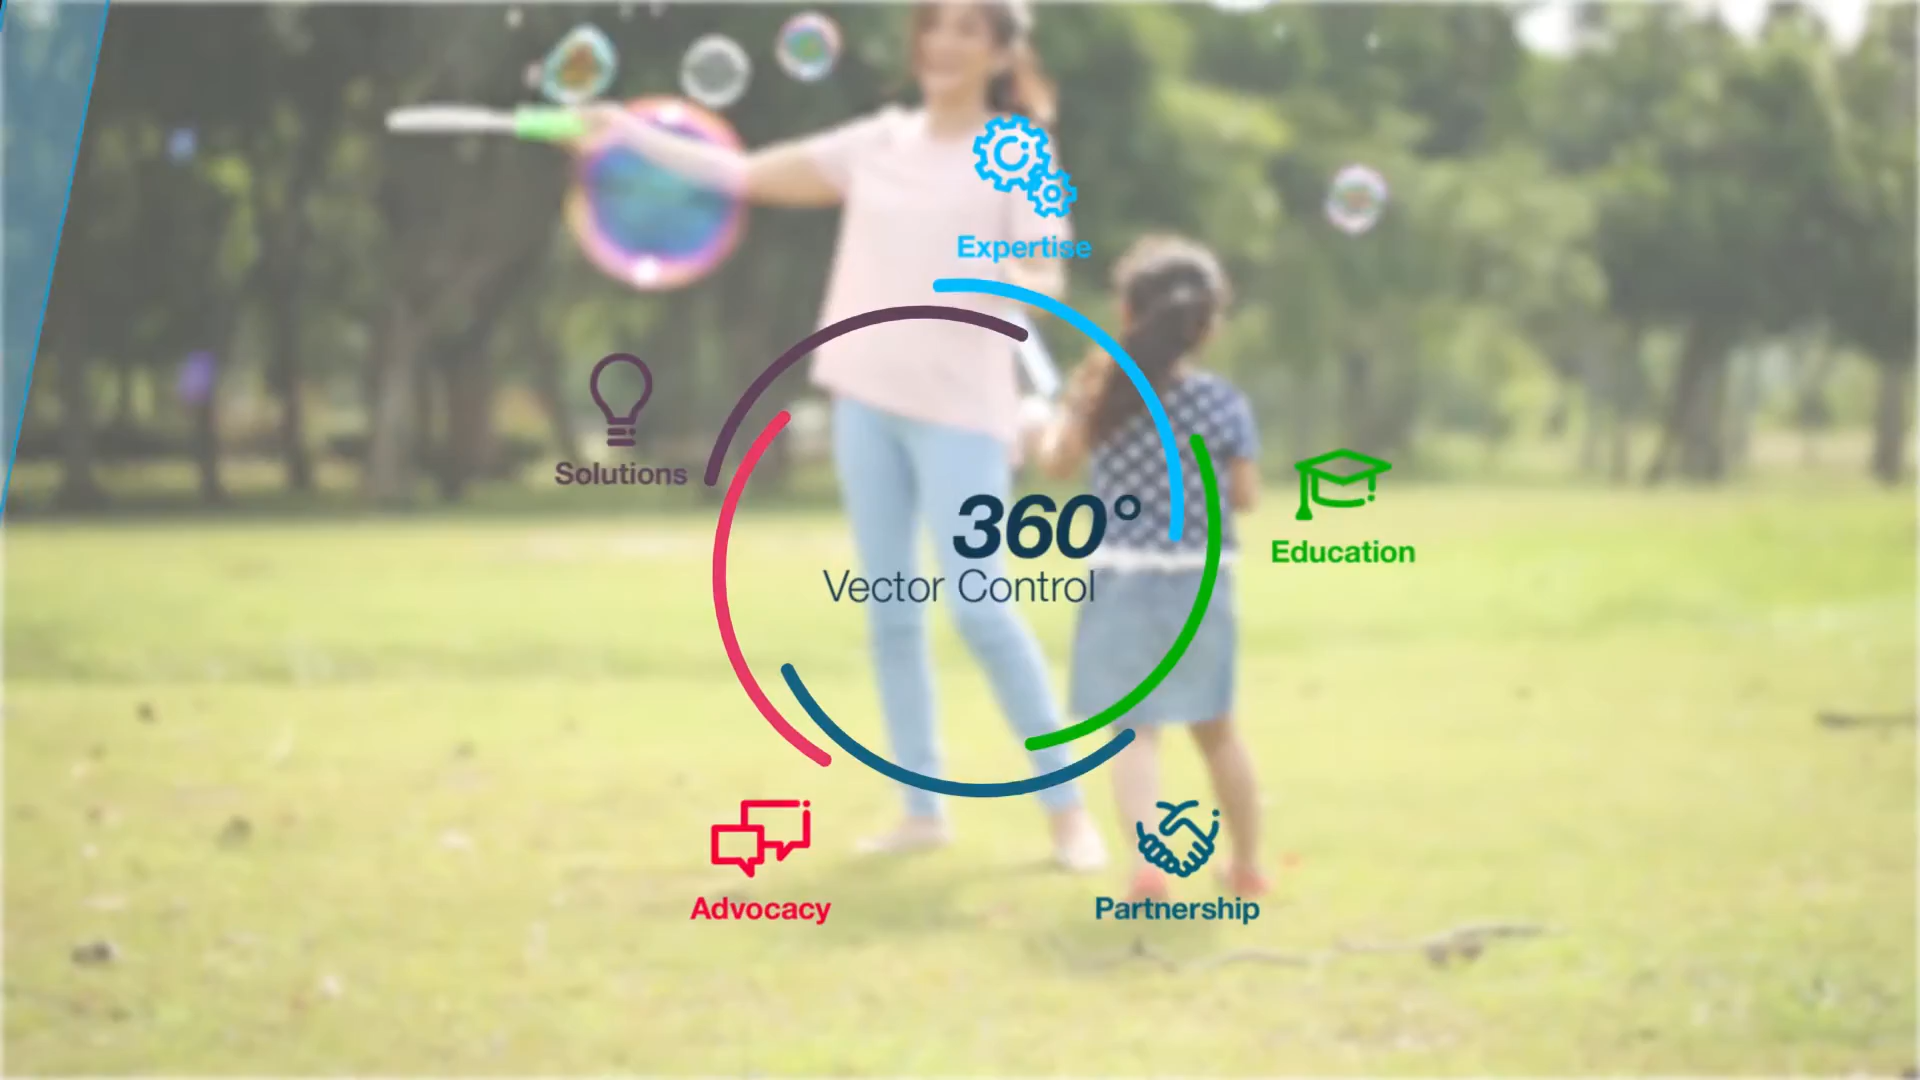 Expertise
Solutions
360°
Vector Control
Education
Advocacy
Partnership